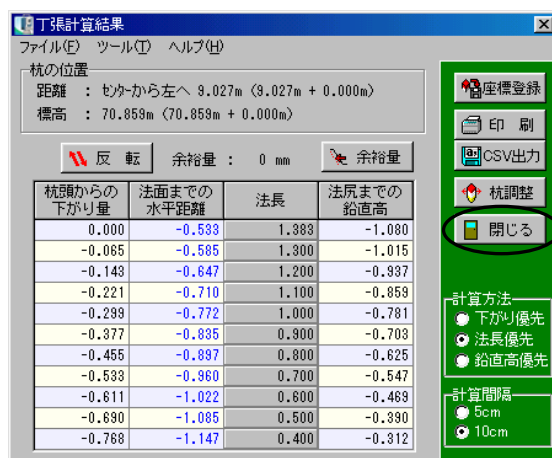 丁張計算結果
ファイル(F) ツール(T) ヘルプ(H)
杭の位置
距離 : ｾﾝﾀｰから左へ 9.027m (9.027m + 0.000m)
標高 : 70.859m (70.859m + 0.000m)
反 転 余裕量 : 0 mm 余裕量
杭頭からの下がり量 法面までの水平距離 法長 法尻までの鉛直高
0.000 -0.533 1.383 -1.080
-0.065 -0.585 1.300 -1.015
-0.143 -0.647 1.200 -0.937
-0.221 -0.710 1.100 -0.859
-0.299 -0.772 1.000 -0.781
-0.377 -0.835 0.900 -0.703
-0.455 -0.897 0.800 -0.625
-0.533 -0.960 0.700 -0.547
-0.611 -1.022 0.600 -0.469
-0.690 -1.085 0.500 -0.390
-0.768 -1.147 0.400 -0.312
座標登録
印 刷
CSV出力
杭調整
閉じる
計算方法
下がり優先
法長優先
鉛直高優先
計算間隔
5cm
10cm